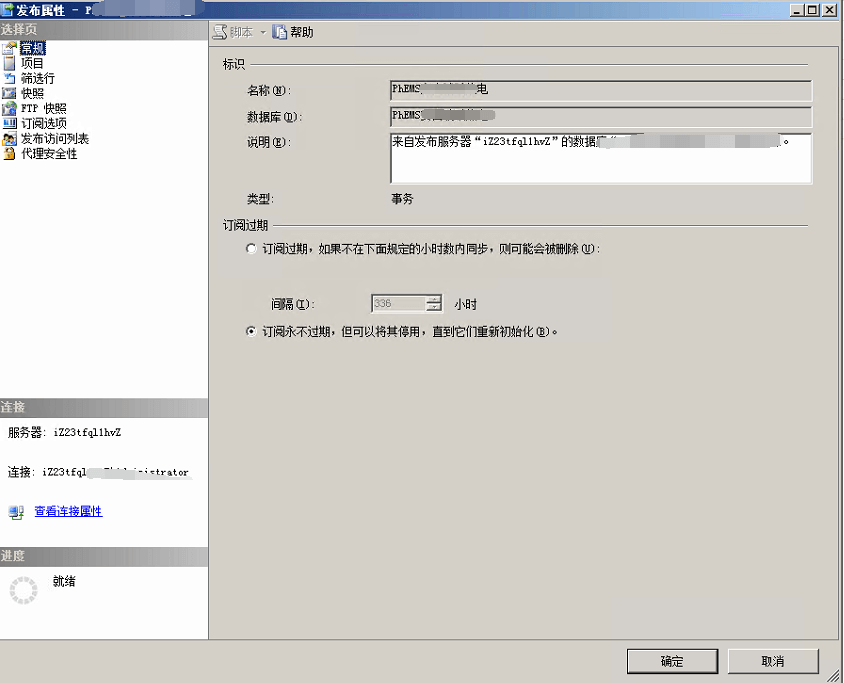 发布属性 - P
选择页
常规
项目
筛选行
快照
FTP 快照
订阅选项
发布访问列表
代理安全性
连接
服务器: iZ23tfql1hvZ
连接: iZ23tfql istrator
查看连接属性
进度
就绪
脚本 帮助
标识
名称(N): PhEMS 电
数据库(D): PhEMS
说明(E): 来自发布服务器“iZ23tfql1hvZ”的数据库“ 。
类型: 事务
订阅过期
订阅过期，如果不在下面规定的小时数内同步，则可能会被删除(U):
间隔(I): 336 小时
订阅永不过期，但可以将其停用，直到它们重新初始化(B)。
确定 取消